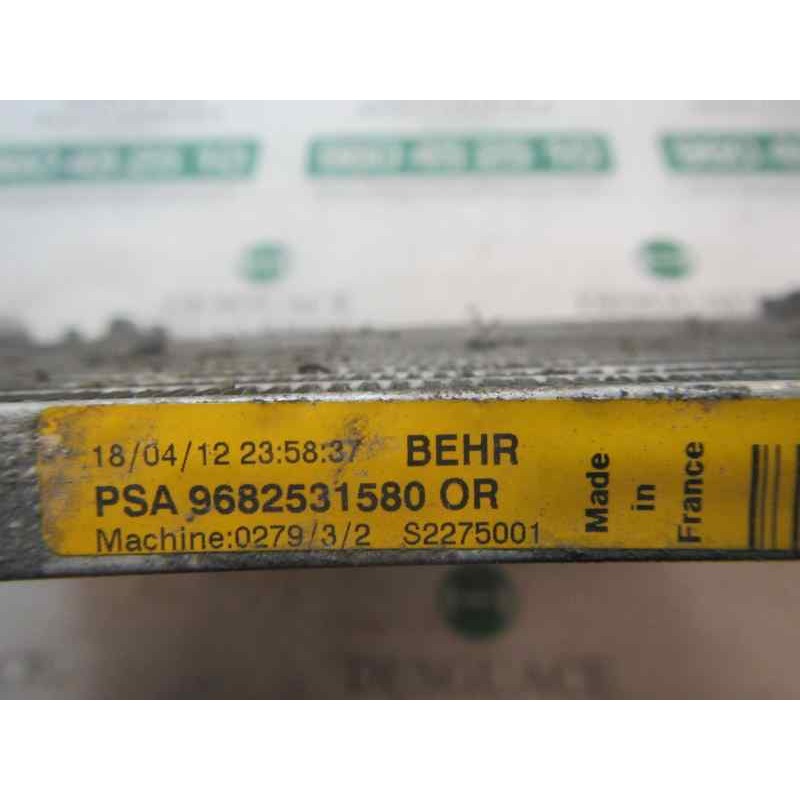 18/04/12 23:58:37 BEHR
PSA 9682531580 OR
Machine:0279/3/2 S2275001
Made
in
France